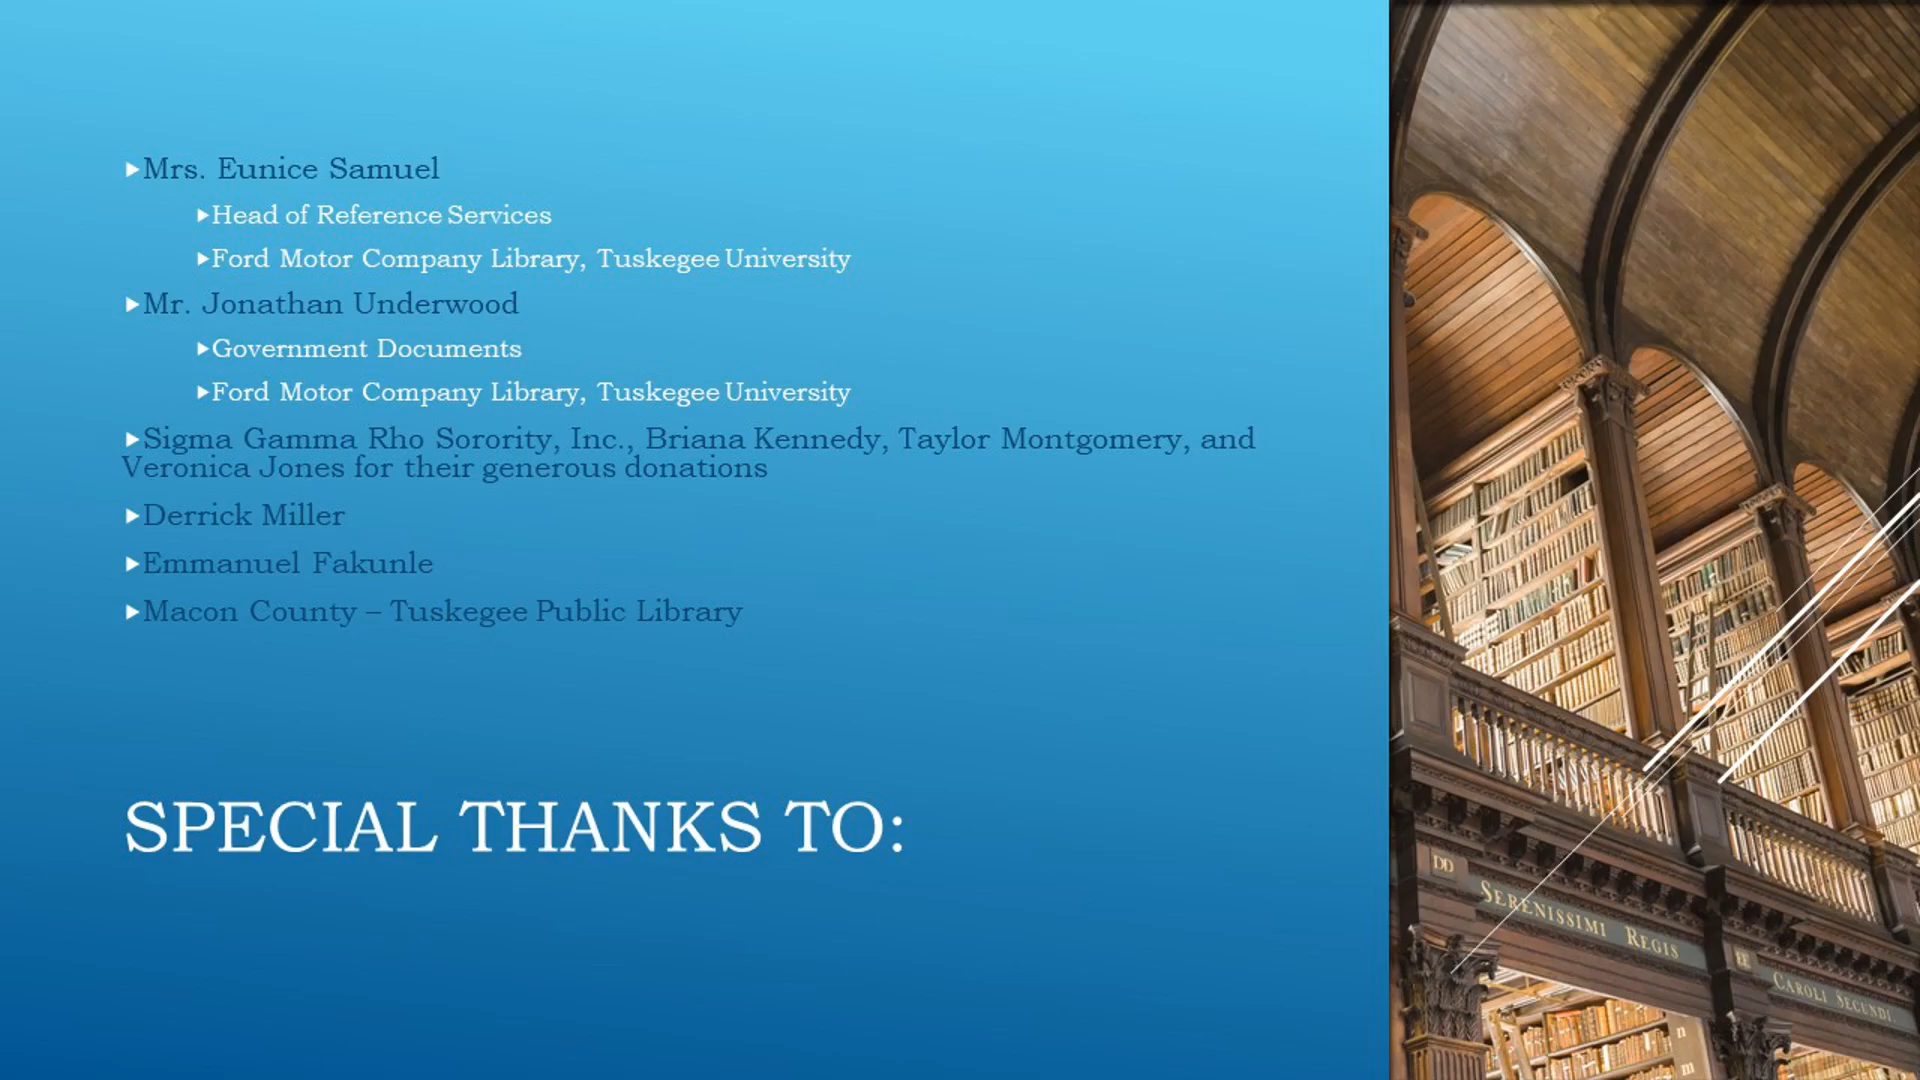 ▶Mrs. Eunice Samuel
▶Head of Reference Services
▶Ford Motor Company Library, Tuskegee University
▶Mr. Jonathan Underwood
▶Government Documents
▶Ford Motor Company Library, Tuskegee University
▶Sigma Gamma Rho Sorority, Inc., Briana Kennedy, Taylor Montgomery, and
Veronica Jones for their generous donations
▶Derrick Miller
▶Emmanuel Fakunle
▶Macon County – Tuskegee Public Library
SPECIAL THANKS TO:
DD
SERENISSIMI REGIS
EE
CAROLI SECUNDI
n
m